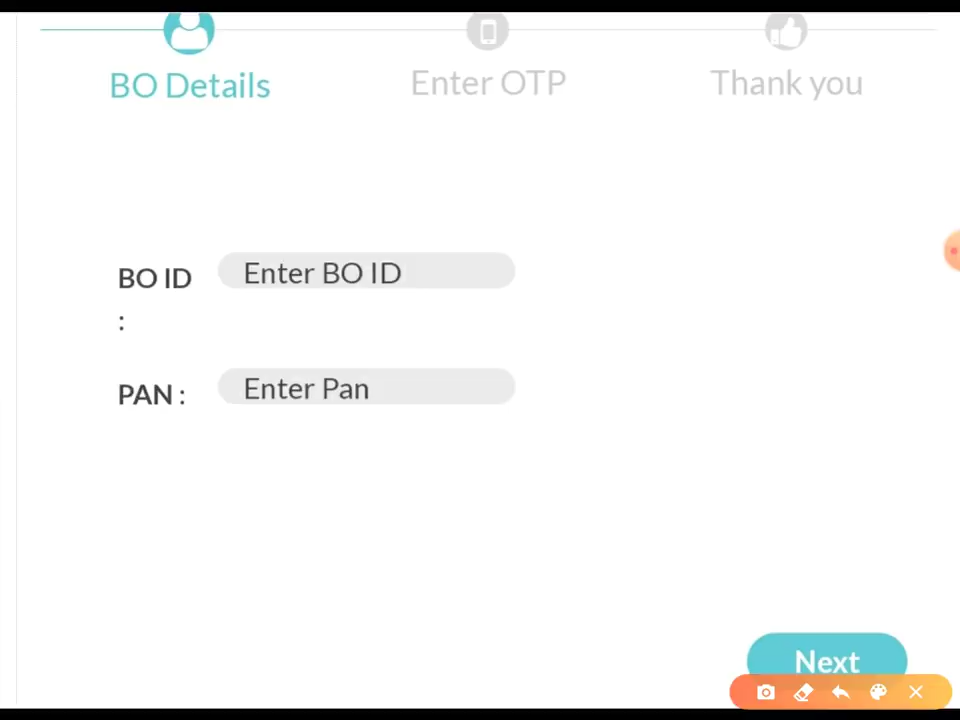 BO Details
Enter OTP
Thank you
BO ID
:
Enter BO ID
PAN :
Enter Pan
Next